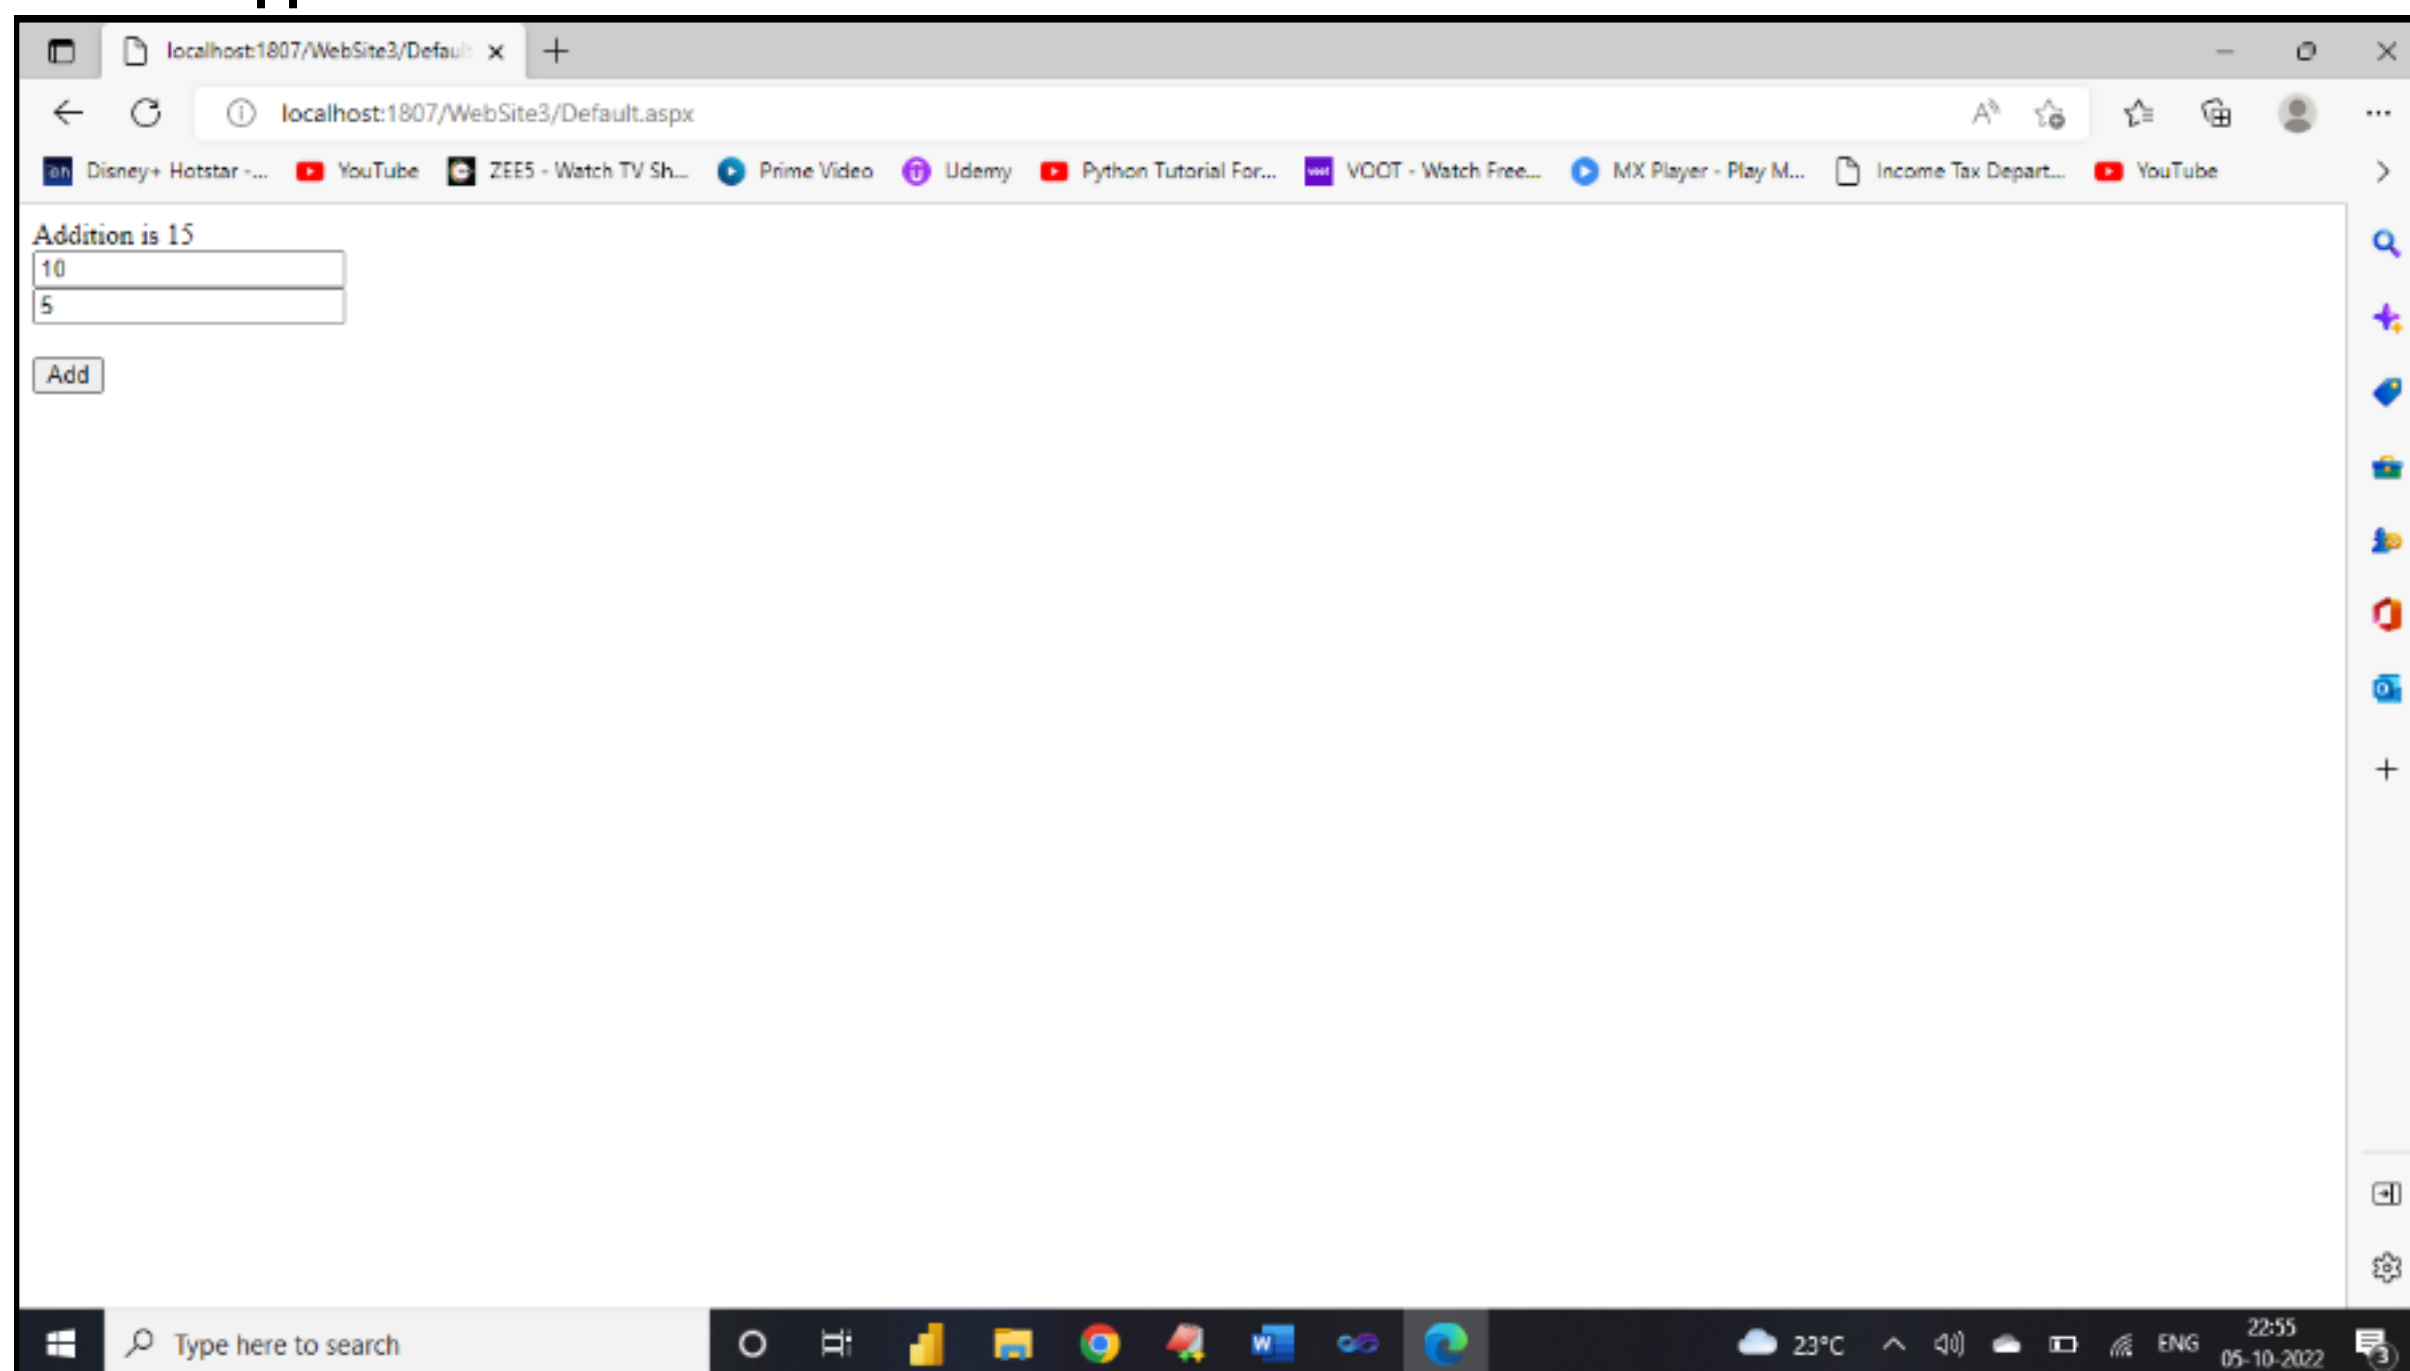 localhost:1807/WebSite3/Defaul
localhost:1807/WebSite3/Default.aspx
Disney+ Hotstar -... YouTube ZEE5 - Watch TV Sh... Prime Video Udemy Python Tutorial For... VOOT - Watch Free... MX Player - Play M... Income Tax Depart... YouTube
Addition is 15
10
5
Add
Type here to search 23°C ENG 22:55
05-10-2022 3